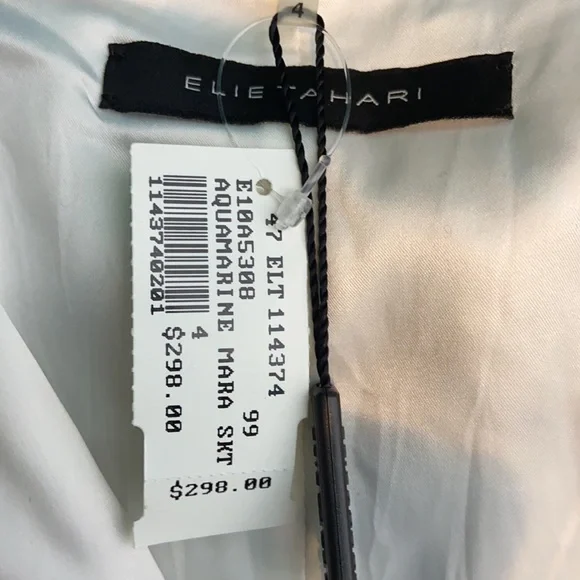 4
ELIE TAHARI
47 ELT 114374
E10A5308 99
AQUAMARINE MARA SKT
4
1143740201 $298.00
$298.00